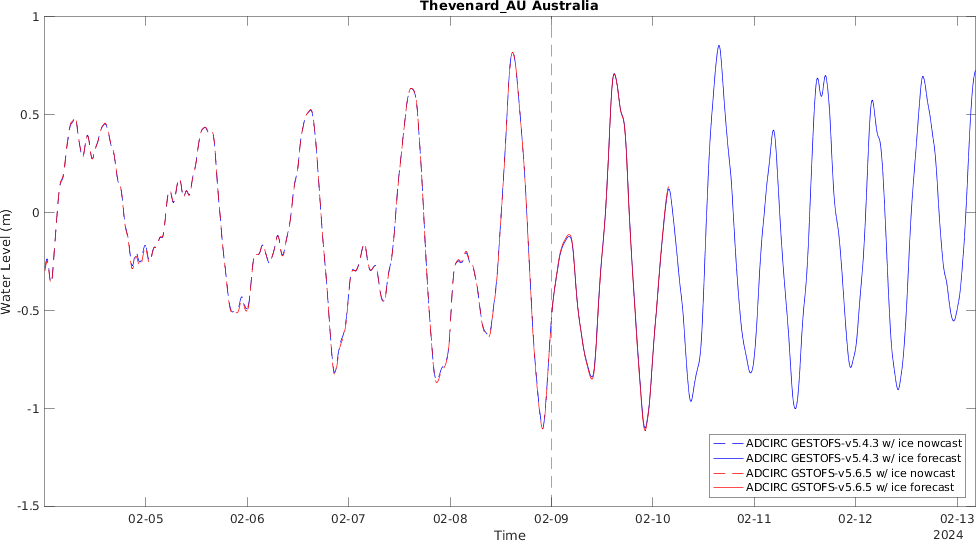 Thevenard_AU Australia
1
0.5
0
-0.5
-1
-1.5
Water Level (m)
02-05
02-06
02-07
02-08
02-09
02-10
02-11
02-12
02-13
Time
2024
ADCIRC GESTOFS-v5.4.3 w/ ice nowcast
ADCIRC GESTOFS-v5.4.3 w/ ice forecast
ADCIRC GSTOFS-v5.6.5 w/ ice nowcast
ADCIRC GSTOFS-v5.6.5 w/ ice forecast